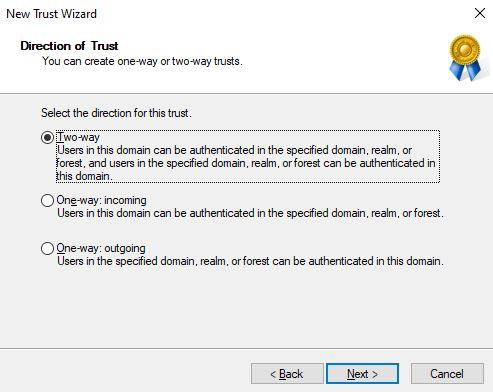 New Trust Wizard
Direction of Trust
You can create one-way or two-way trusts.
Select the direction for this trust.
Two-way
Users in this domain can be authenticated in the specified domain, realm, or
forest, and users in the specified domain, realm, or forest can be authenticated in
this domain.
One-way: incoming
Users in this domain can be authenticated in the specified domain, realm, or forest.
One-way: outgoing
Users in the specified domain, realm, or forest can be authenticated in this domain.
< Back
Next >
Cancel